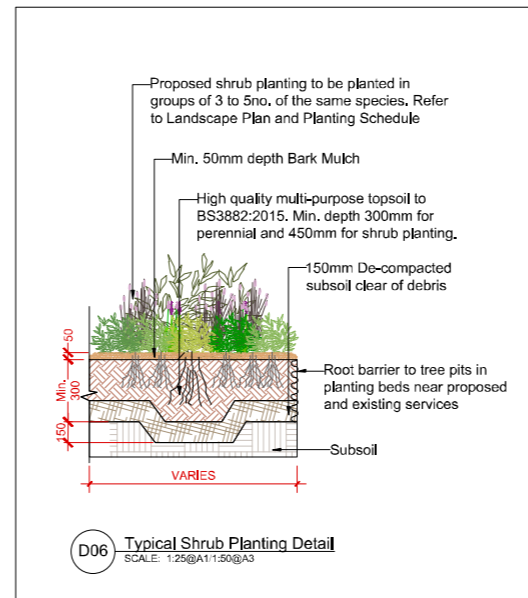 Proposed shrub planting to be planted in
groups of 3 to 5no. of the same species. Refer
to Landscape Plan and Planting Schedule
Min. 50mm depth Bark Mulch
High quality multi-purpose topsoil to
BS3882:2015. Min. depth 300mm for
perennial and 450mm for shrub planting.
150mm De-compacted
subsoil clear of debris
50
Root barrier to tree pits in
planting beds near proposed
and existing services
Min.
300
150
Subsoil
VARIES
D06
Typical Shrub Planting Detail
SCALE: 1:25@A1/1:50@A3